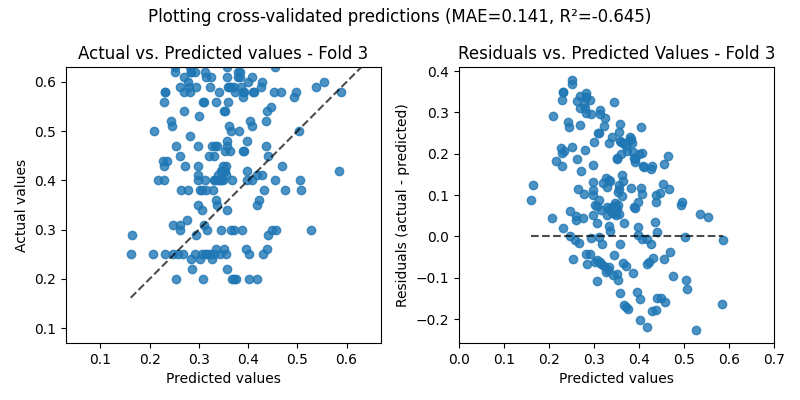 Plotting cross-validated predictions (MAE=0.141, R²=-0.645)
Actual vs. Predicted values - Fold 3
Actual values
0.6
0.5
0.4
0.3
0.2
0.1
0.1 0.2 0.3 0.4 0.5 0.6
Predicted values
Residuals vs. Predicted Values - Fold 3
Residuals (actual - predicted)
0.4
0.3
0.2
0.1
0.0
−0.1
−0.2
0.0 0.1 0.2 0.3 0.4 0.5 0.6 0.7
Predicted values